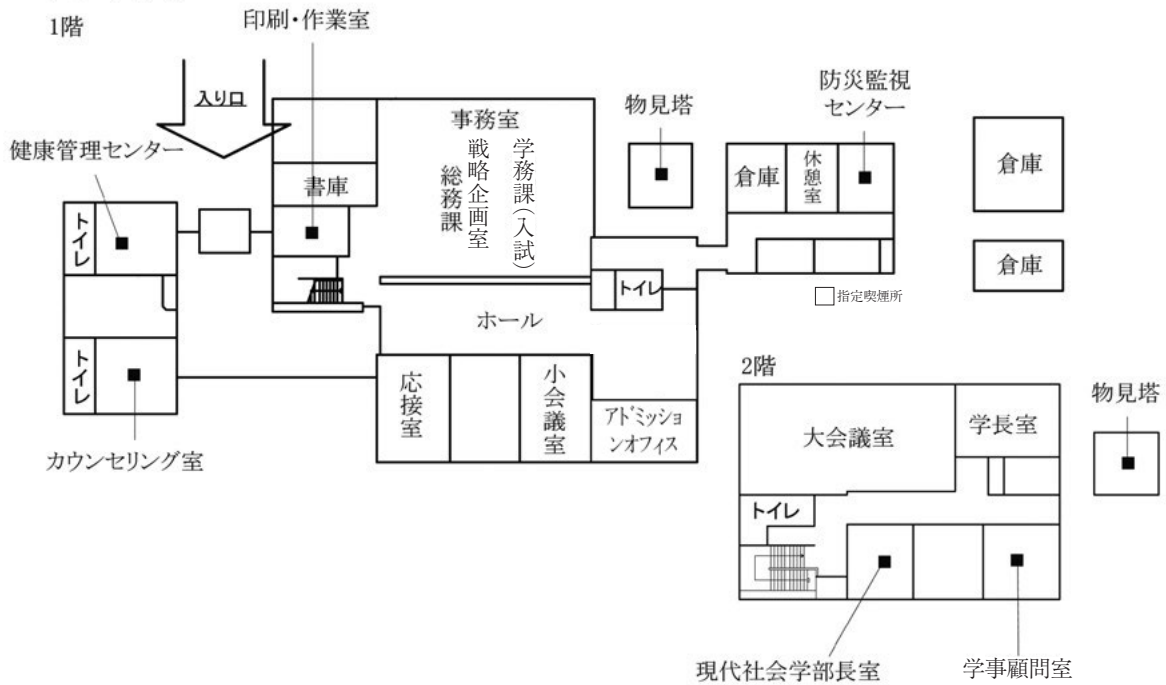 1階
印刷・作業室
入り口
健康管理センター
トイレ
書庫
事務室
学務課(入試)
戦略企画室
総務課
物見塔
防災監視
センター
倉庫
休憩室
倉庫
倉庫
トイレ
指定喫煙所
ホール
トイレ
カウンセリング室
応接室
小会議室
アドミッショ
ンオフィス
2階
大会議室
学長室
物見塔
トイレ
現代社会学部長室
学事顧問室